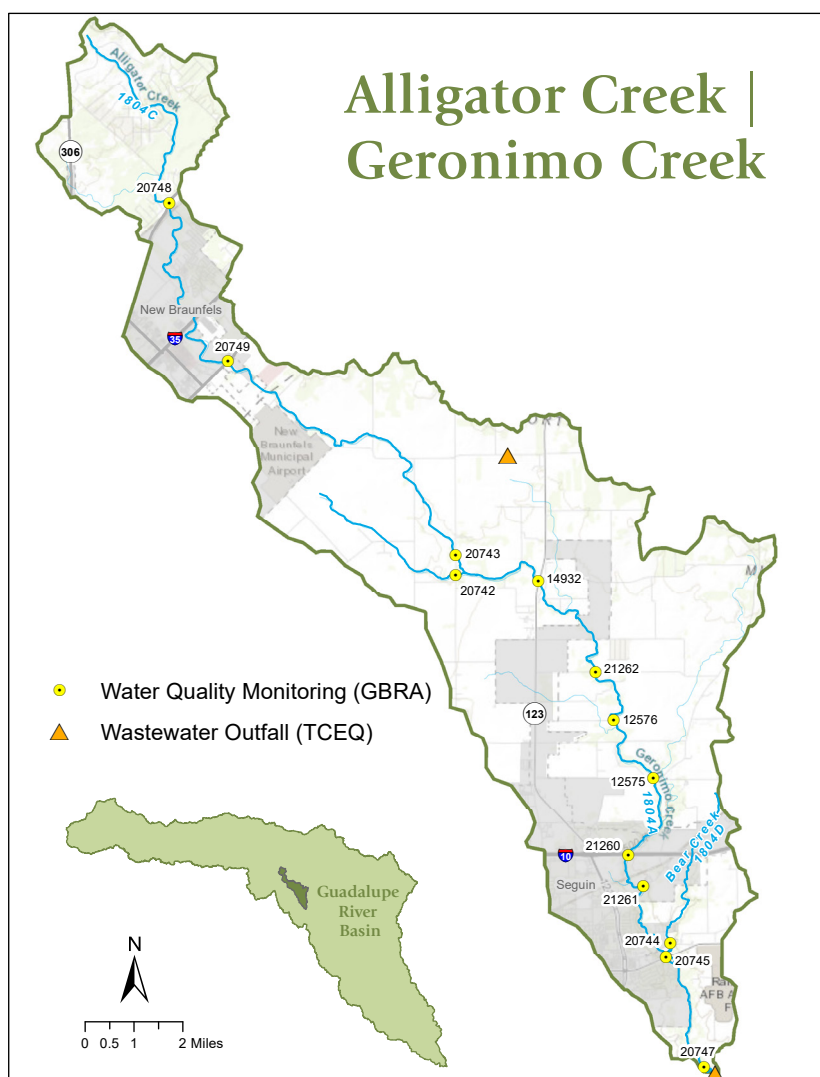 Alligator Creek |
Geronimo Creek
Alligator Creek
1804C
306
20748
New Braunfels
35
20749
New
Braunfels
Municipal
Airport
20743
20742
14932
21262
12576
123
Geronimo Creek
1804A
12575
Bear Creek
1804D
21260
10
Seguin
21261
20744
20745
AFB A
F
20747
Water Quality Monitoring (GBRA)
Wastewater Outfall (TCEQ)
Guadalupe
River
Basin
N
0 0.5 1 2 Miles